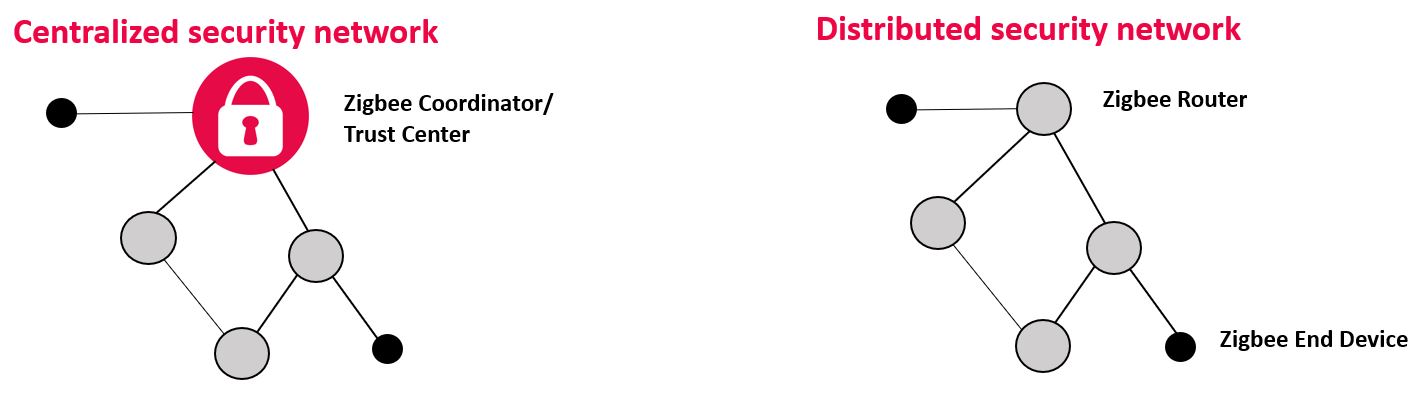 Centralized security network
Zigbee Coordinator/
Trust Center
Distributed security network
Zigbee Router
Zigbee End Device